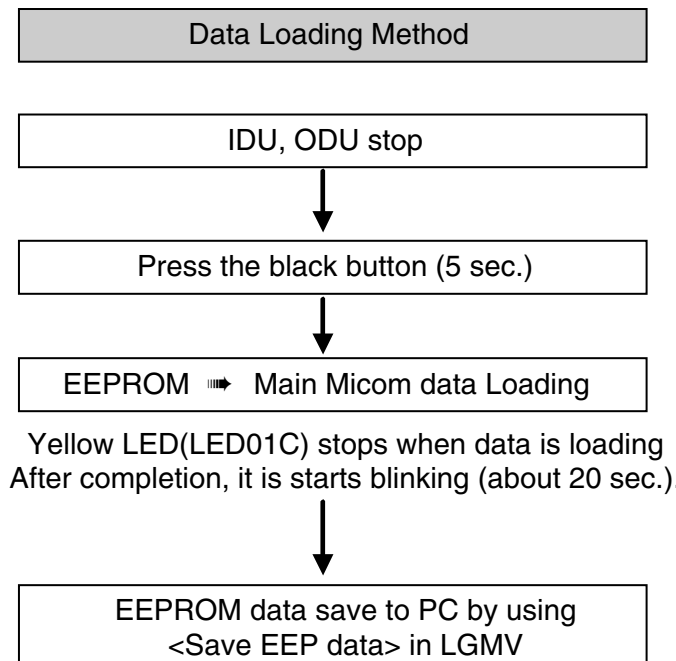 Data Loading Method
IDU, ODU stop
Press the black button (5 sec.)
EEPROM ➠ Main Micom data Loading
Yellow LED(LED01C) stops when data is loading
After completion, it is starts blinking (about 20 sec.).
EEPROM data save to PC by using
<Save EEP data> in LGMV